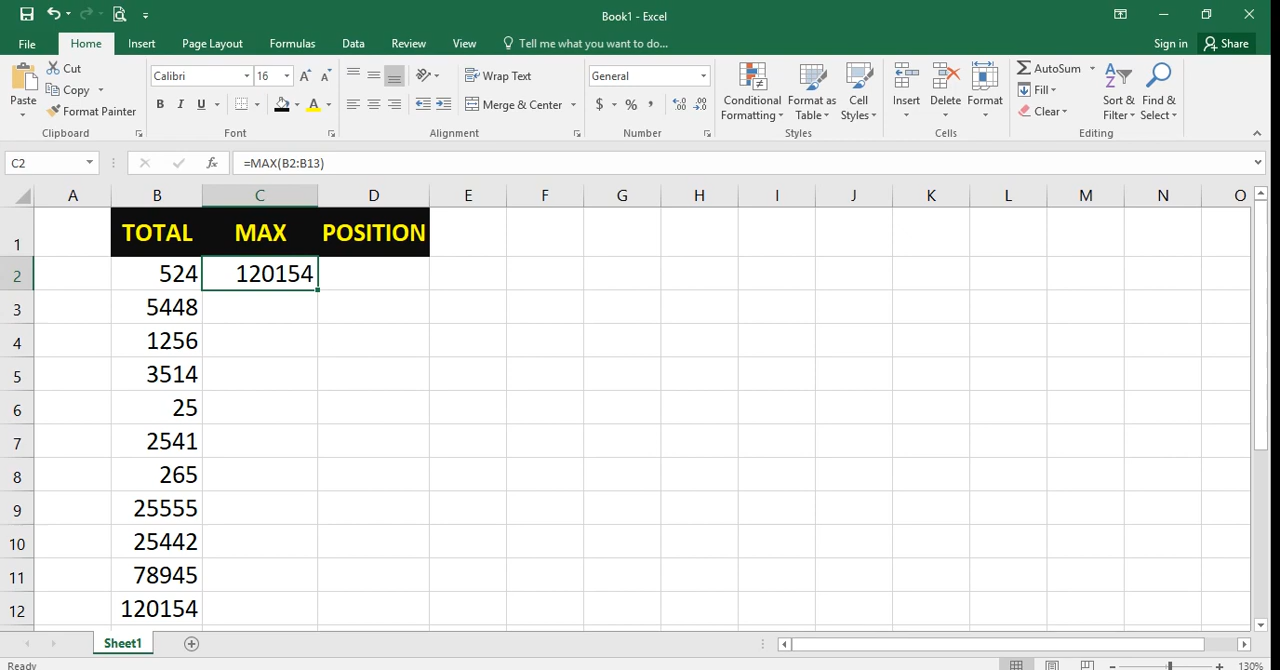 Book1 - Excel
File Home Insert Page Layout Formulas Data Review View Tell me what you want to do... Sign in Share
Cut Calibri 16 Wrap Text General AutoSum
Paste Copy Conditional Format as Cell Insert Delete Format Fill Sort & Find &
Format Painter B I U Merge & Center $ % , Formatting Table Styles Clear Filter Select
Clipboard Font Alignment Number Styles Cells Editing
C2 fx =MAX(B2:B13)
A B C D E F G H I J K L M N O
1 TOTAL MAX POSITION
2 524 120154
3 5448
4 1256
5 3514
6 25
7 2541
8 265
9 25555
10 25442
11 78945
12 120154
Sheet1
Ready 130%